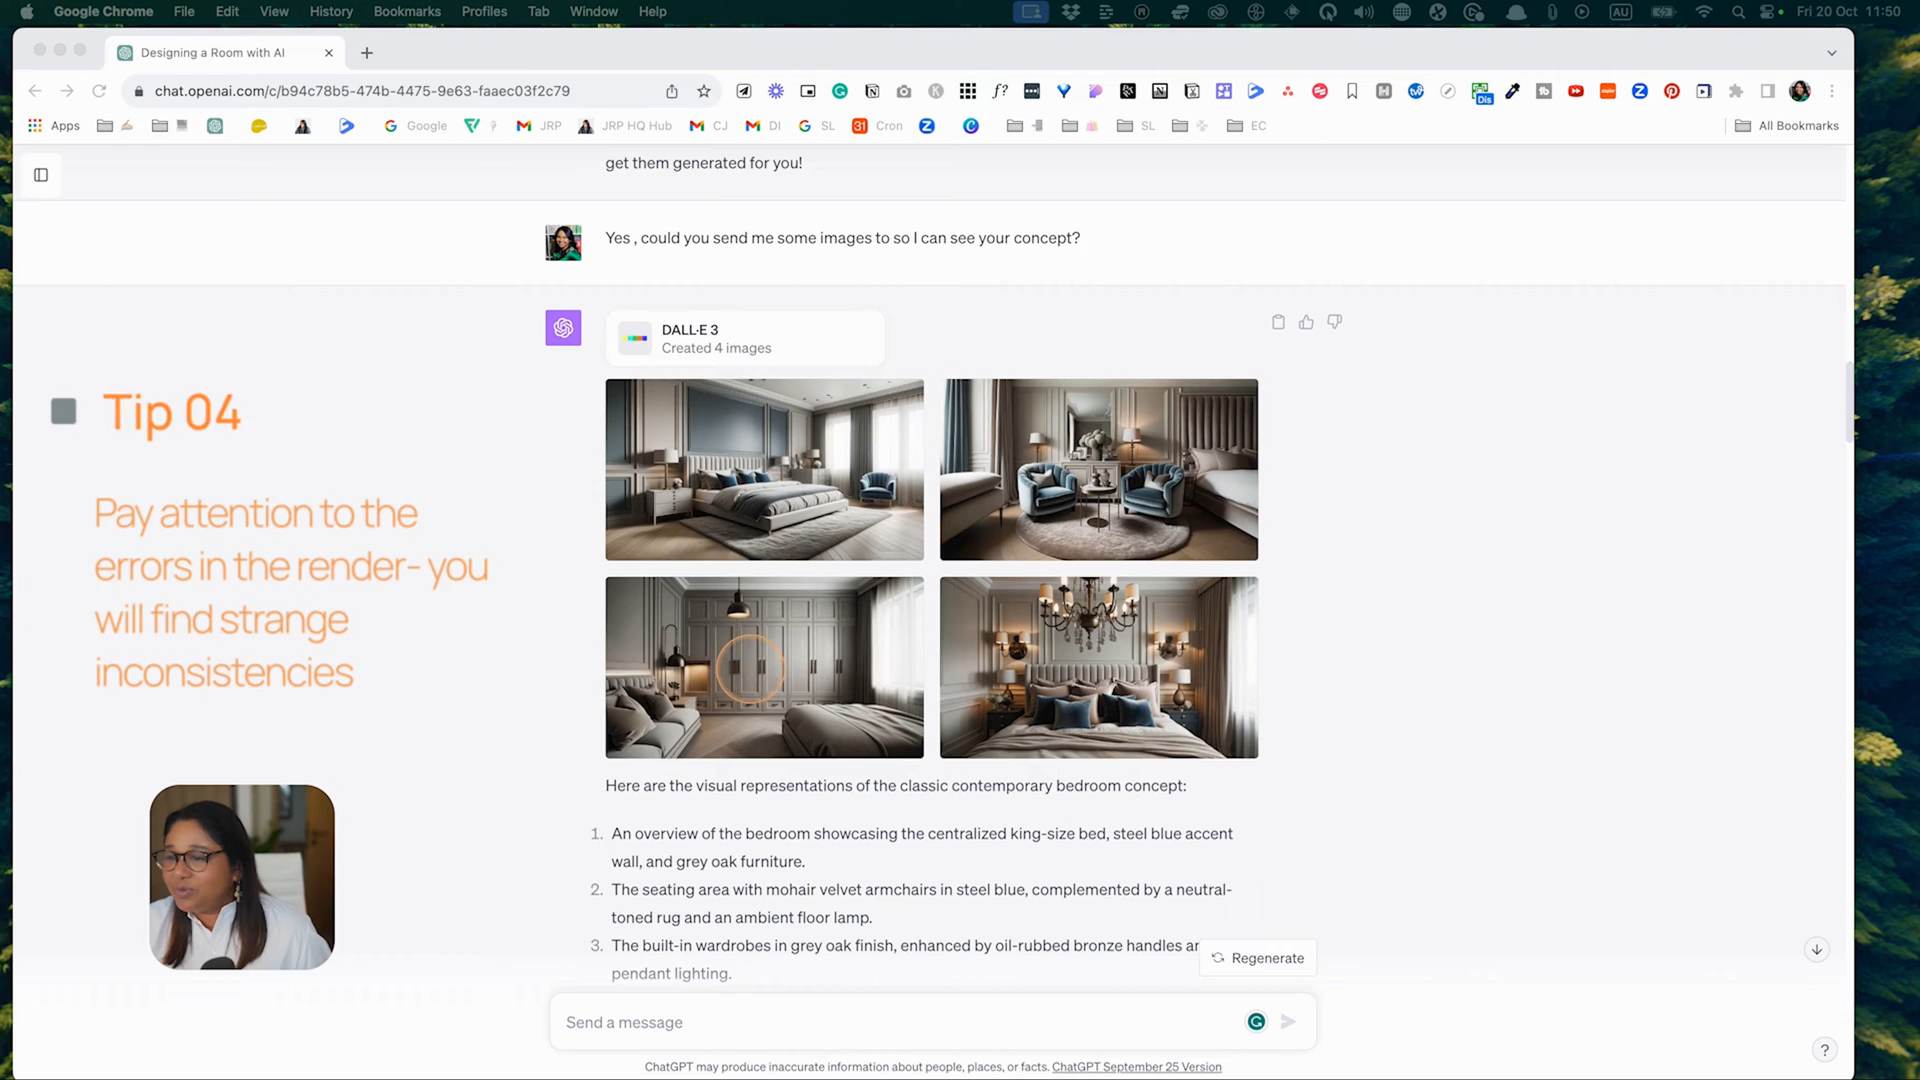 Google Chrome File Edit View History Bookmarks Profiles Tab Window Help
AU
Fri 20 Oct 11:50
Designing a Room with AI
chat.openai.com/c/b94c78b5-474b-4475-9e63-faaec03f2c79
Dis
Apps
Google
JRP
JRP HQ Hub
CJ
DI
SL
31 Cron
SL
EC
All Bookmarks
get them generated for you!
Yes , could you send me some images to so I can see your concept?
DALL·E 3
Created 4 images
Tip 04
Pay attention to the
errors in the render- you
will find strange
inconsistencies
Here are the visual representations of the classic contemporary bedroom concept:
1. An overview of the bedroom showcasing the centralized king-size bed, steel blue accent
wall, and grey oak furniture.
2. The seating area with mohair velvet armchairs in steel blue, complemented by a neutral-
toned rug and an ambient floor lamp.
3. The built-in wardrobes in grey oak finish, enhanced by oil-rubbed bronze handles
pendant lighting.
Regenerate
Send a message
ChatGPT may produce inaccurate information about people, places, or facts. ChatGPT September 25 Version
?